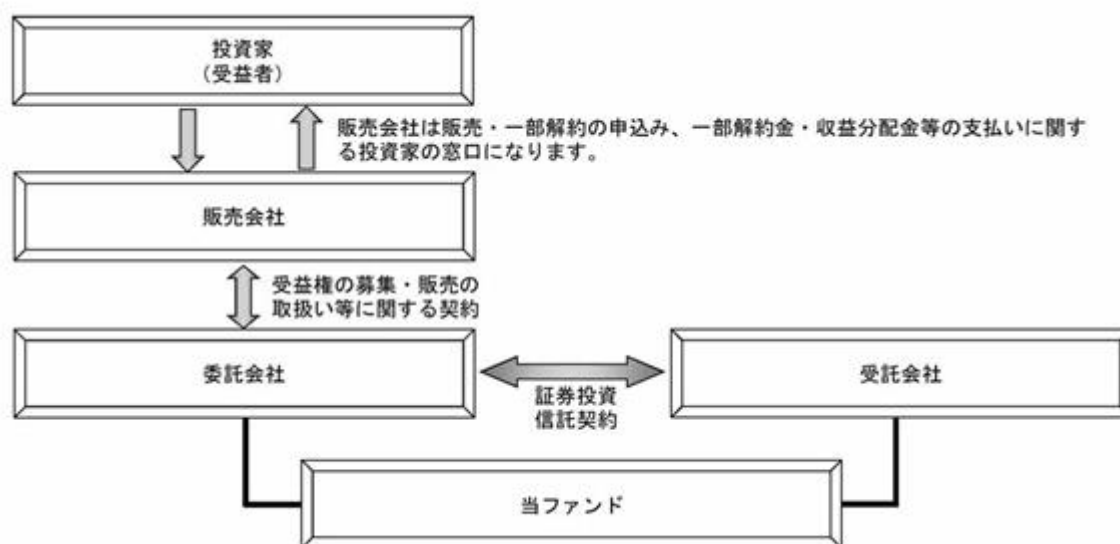 投資家
（受益者）
販売会社は販売・一部解約の申込み、一部解約金・収益分配金等の支払いに関す
る投資家の窓口になります。
販売会社
受益権の募集・販売の
取扱い等に関する契約
委託会社
受託会社
証券投資
信託契約
当ファンド